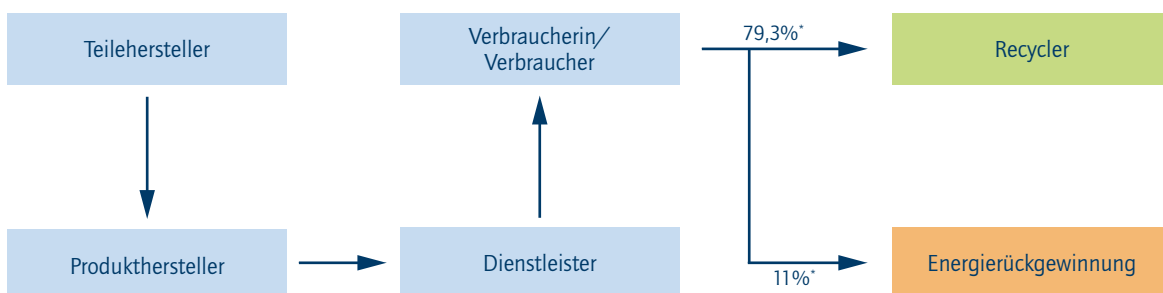 Teilehersteller
Verbraucherin/
Verbraucher
79,3%*
Recycler
Produkthersteller
Dienstleister
11%*
Energierückgewinnung